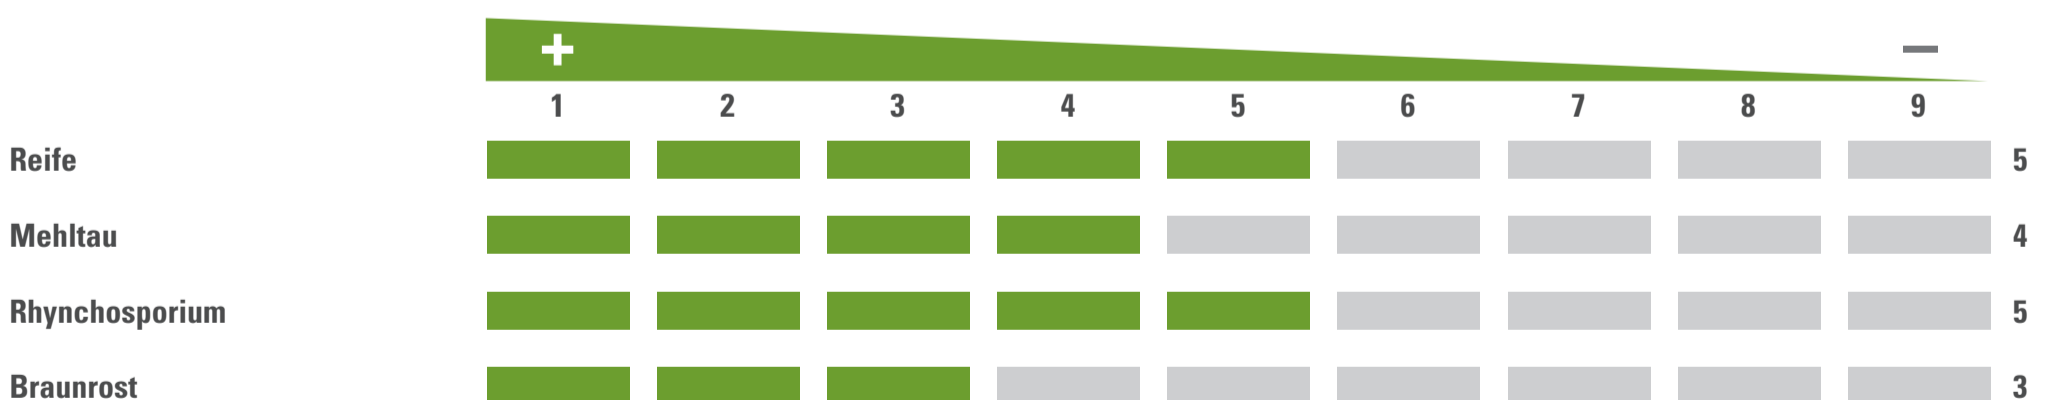 + −
1 2 3 4 5 6 7 8 9
Reife 5
Mehltau 4
Rhynchosporium 5
Braunrost 3